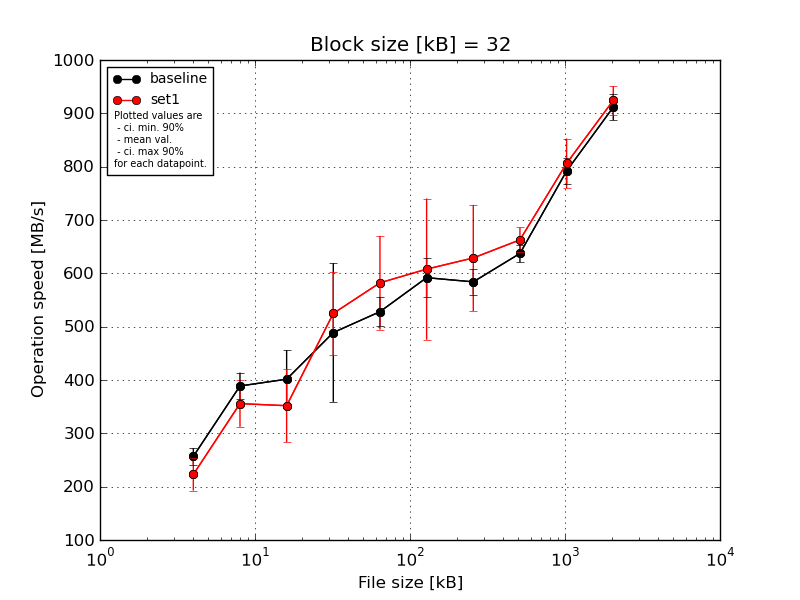 Block size [kB] = 32
1000
900
800
700
600
500
400
300
200
100
Operation speed [MB/s]
baseline
set1
Plotted values are
- ci. min. 90%
- mean val.
- ci. max 90%
for each datapoint.
10⁰ 10¹ 10² 10³ 10⁴
File size [kB]